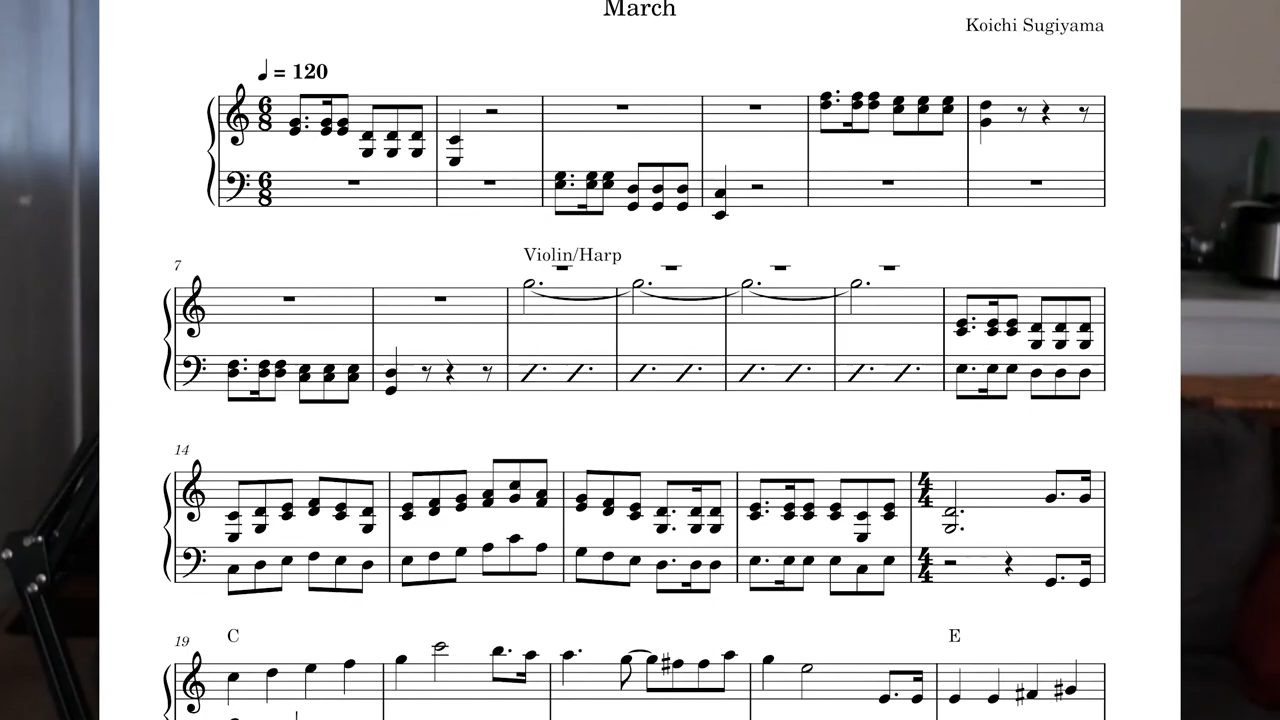 March
Koichi Sugiyama
= 120
6 8
6 8
7
Violin/Harp
14
4 4
4 4
19
C
E